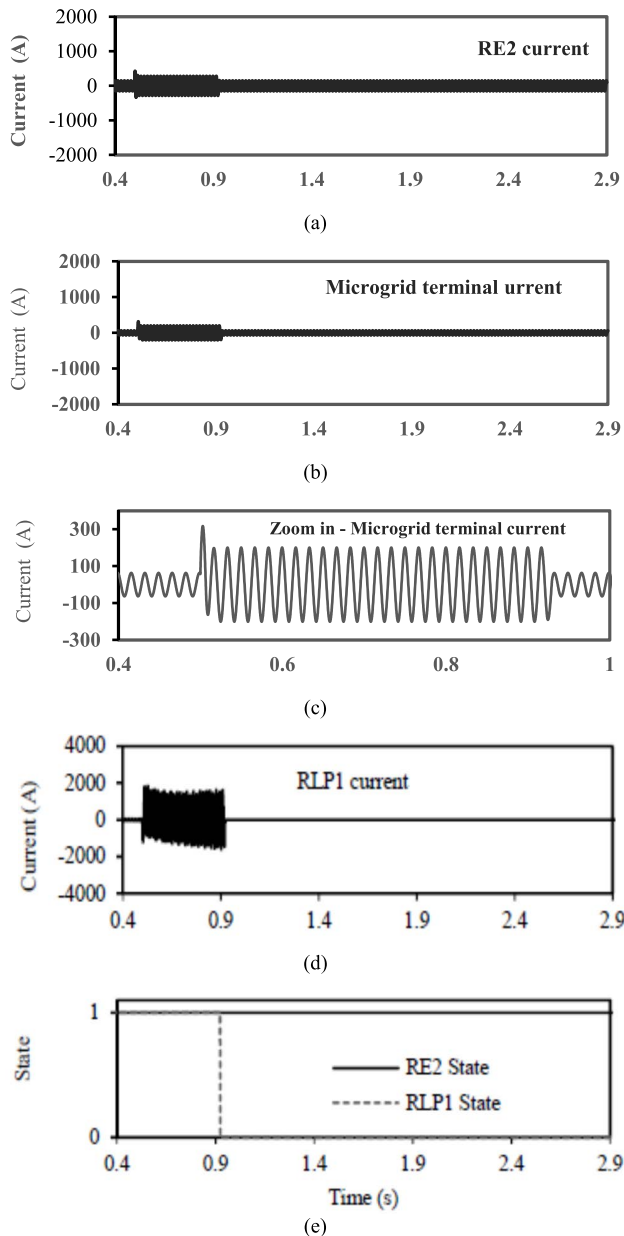 2000
RE2 current
1000
0
-1000
-2000
Current (A)
0.4 0.9 1.4 1.9 2.4 2.9
(a)
2000
Microgrid terminal urrent
1000
0
-1000
-2000
Current (A)
0.4 0.9 1.4 1.9 2.4 2.9
(b)
Zoom in - Microgrid terminal current
300
100
-100
-300
Current (A)
0.4 0.6 0.8 1
(c)
4000
RLP1 current
2000
0
-2000
-4000
Current (A)
0.4 0.9 1.4 1.9 2.4 2.9
(d)
1
State
RE2 State
RLP1 State
0
0.4 0.9 1.4 1.9 2.4 2.9
Time (s)
(e)